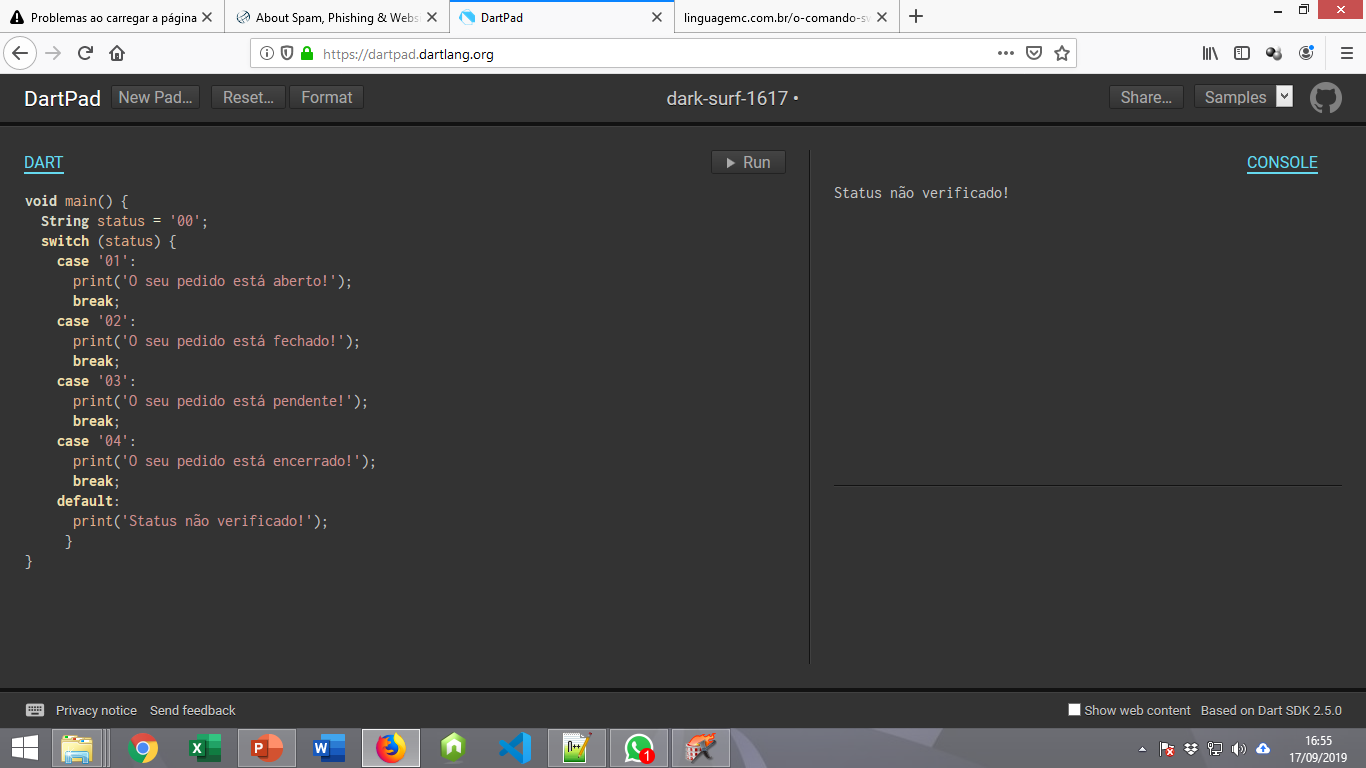 Problemas ao carregar a página
About Spam, Phishing & Webs
DartPad
linguagemc.com.br/o-comando-sw
https://dartpad.dartlang.org
DartPad
New Pad...
Reset...
Format
dark-surf-1617 •
Share...
Samples
DART
Run
CONSOLE
void main() {
  String status = '00';
  switch (status) {
    case '01':
      print('O seu pedido está aberto!');
      break;
    case '02':
      print('O seu pedido está fechado!');
      break;
    case '03':
      print('O seu pedido está pendente!');
      break;
    case '04':
      print('O seu pedido está encerrado!');
      break;
    default:
      print('Status não verificado!');
     }
}
Status não verificado!
Privacy notice
Send feedback
Show web content
Based on Dart SDK 2.5.0
1
16:55
17/09/2019